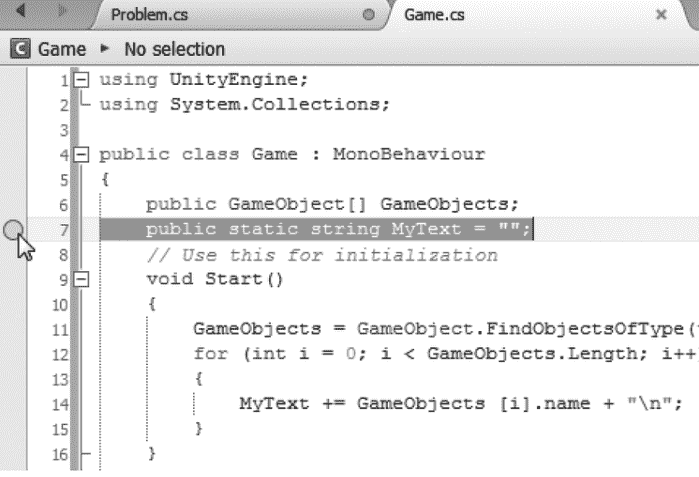 Problem.cs Game.cs
Game ▸ No selection
1 using UnityEngine;
2 using System.Collections;
3
4 public class Game : MonoBehaviour
5 {
6 public GameObject[] GameObjects;
7 public static string MyText = "";
8 // Use this for initialization
9 void Start()
10 {
11 GameObjects = GameObject.FindObjectsOfType(
12 for (int i = 0; i < GameObjects.Length; i++)
13 {
14 MyText += GameObjects [i].name + "\n";
15 }
16 }